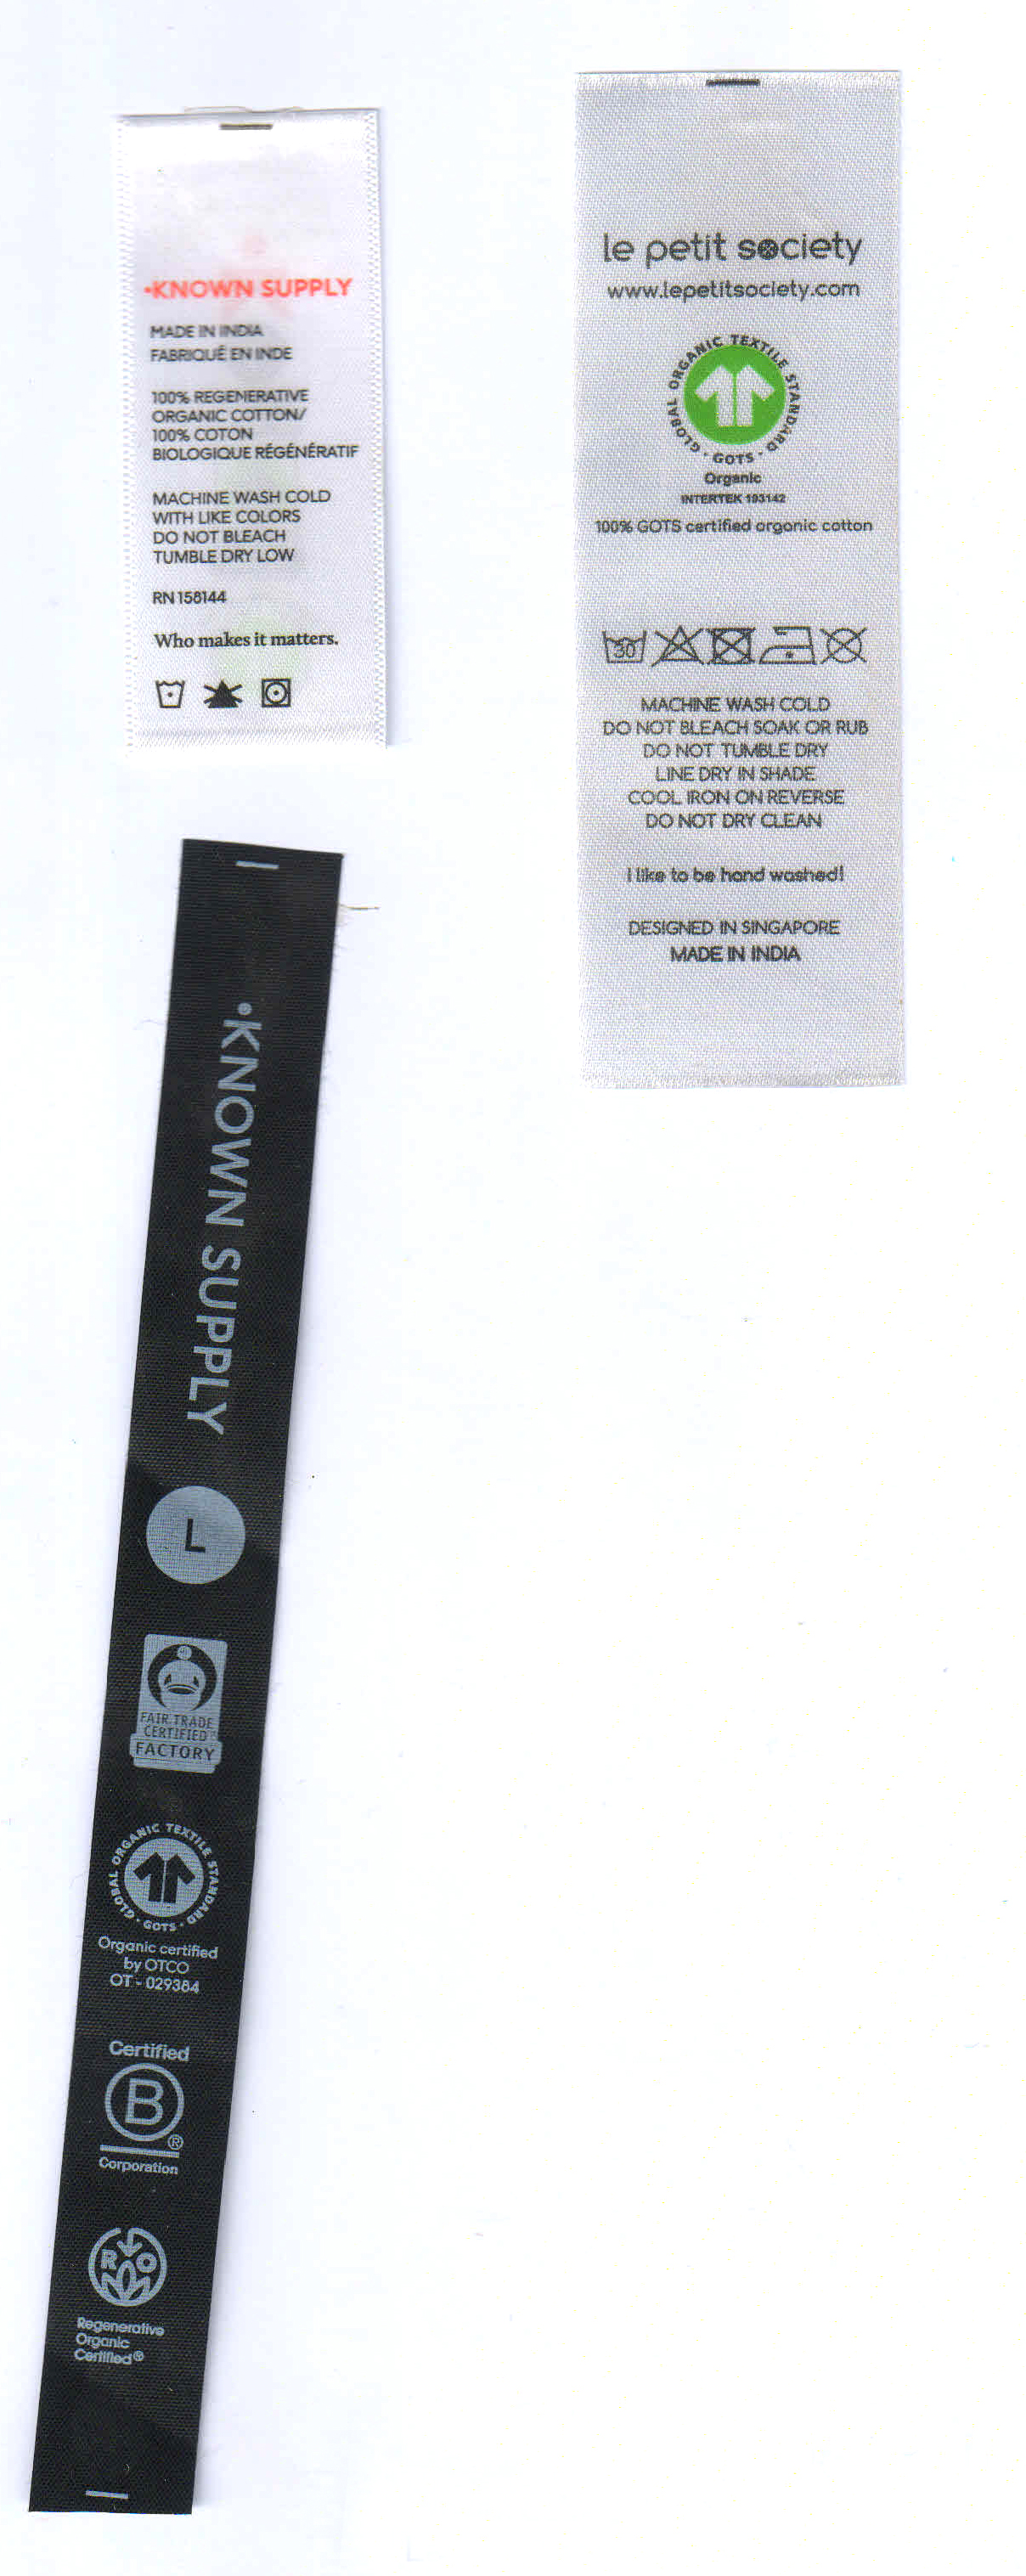 •KNOWN SUPPLY
MADE IN INDIA
FABRIQUÉ EN INDE
100% REGENERATIVE
ORGANIC COTTON/
100% COTON
BIOLOGIQUE RÉGÉNÉRATIF
MACHINE WASH COLD
WITH LIKE COLORS
DO NOT BLEACH
TUMBLE DRY LOW
RN 158144
Who makes it matters.
le petit society
www.lepetitsociety.com
GLOBAL ORGANIC TEXTILE STANDARD
• GOTS •
Organic
INTERTEK 193142
100% GOTS certified organic cotton
30
MACHINE WASH COLD
DO NOT BLEACH SOAK OR RUB
DO NOT TUMBLE DRY
LINE DRY IN SHADE
COOL IRON ON REVERSE
DO NOT DRY CLEAN
I like to be hand washed!
DESIGNED IN SINGAPORE
MADE IN INDIA
•KNOWN SUPPLY
L
FAIR TRADE
CERTIFIED™
FACTORY
GLOBAL ORGANIC TEXTILE STANDARD
• GOTS •
Organic certified
by OTCO
OT - 029384
Certified
B
®
Corporation
R O
Regenerative
Organic
Certified®